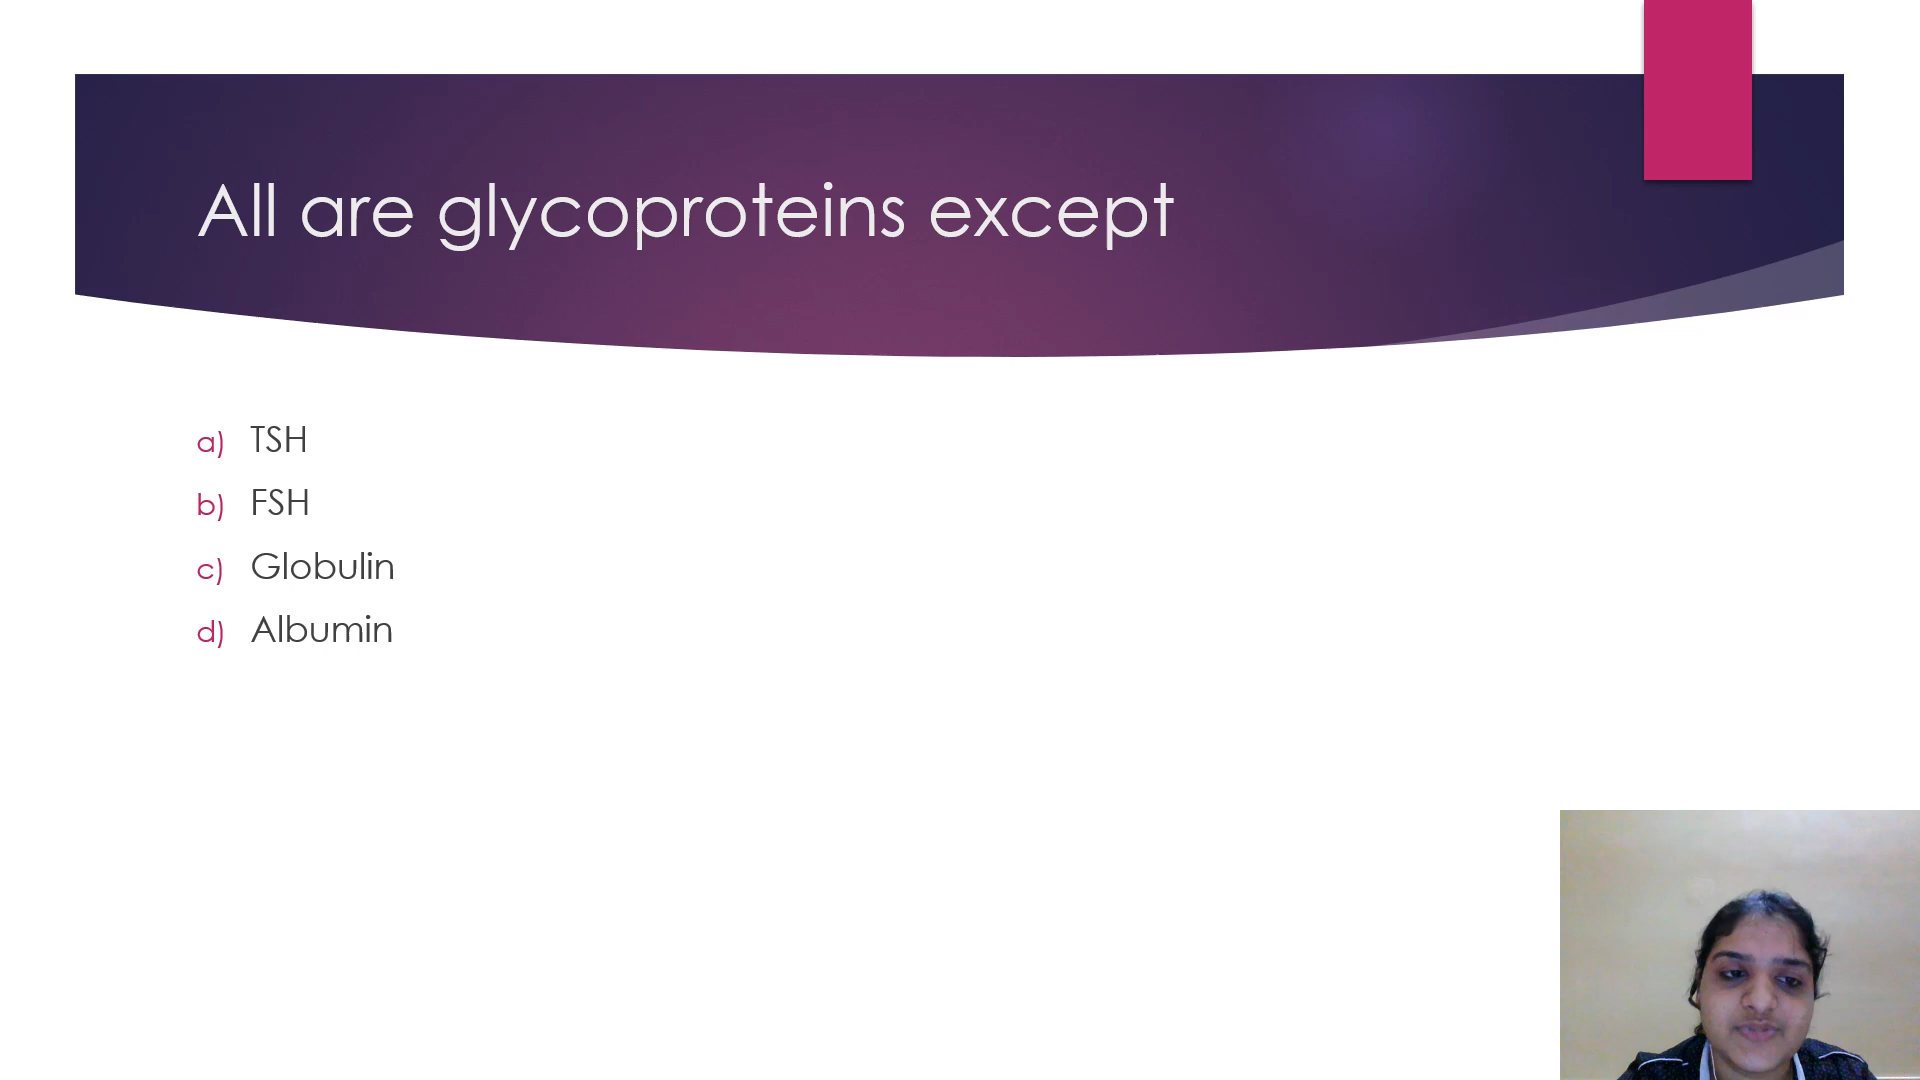 All are glycoproteins except
a) TSH
b) FSH
c) Globulin
d) Albumin